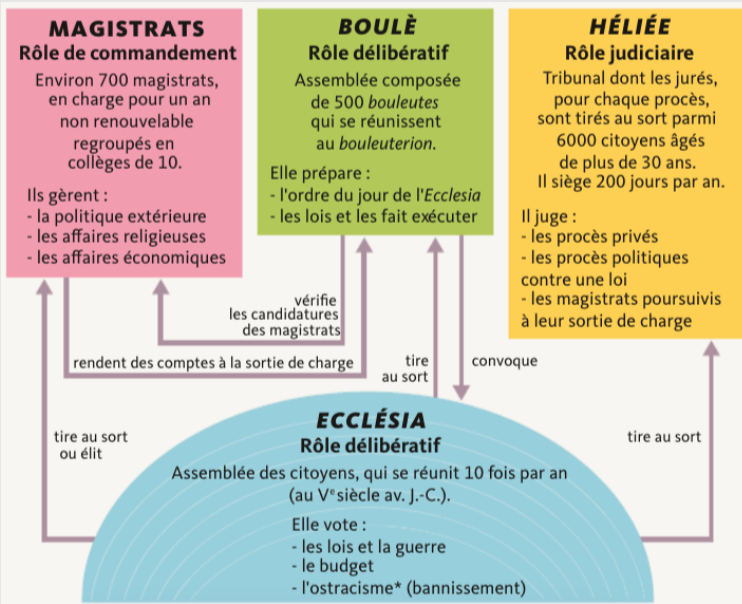 MAGISTRATS
Rôle de commandement
Environ 700 magistrats,
en charge pour un an
non renouvelable
regroupés en
collèges de 10.
Ils gèrent :
- la politique extérieure
- les affaires religieuses
- les affaires économiques
BOULÈ
Rôle délibératif
Assemblée composée
de 500 bouleutes
qui se réunissent
au bouleuterion.
Elle prépare :
- l'ordre du jour de l'Ecclesia
- les lois et les fait exécuter
HÉLIÉE
Rôle judiciaire
Tribunal dont les jurés,
pour chaque procès,
sont tirés au sort parmi
6000 citoyens âgés
de plus de 30 ans.
Il siège 200 jours par an.
Il juge :
- les procès privés
- les procès politiques
contre une loi
- les magistrats poursuivis
à leur sortie de charge
vérifie
les candidatures
des magistrats
rendent des comptes à la sortie de charge
tire
au sort
convoque
tire au sort
ou élit
tire au sort
ECCLÉSIA
Rôle délibératif
Assemblée des citoyens, qui se réunit 10 fois par an
(au Ve siècle av. J.-C.).
Elle vote :
- les lois et la guerre
- le budget
- l'ostracisme* (bannissement)